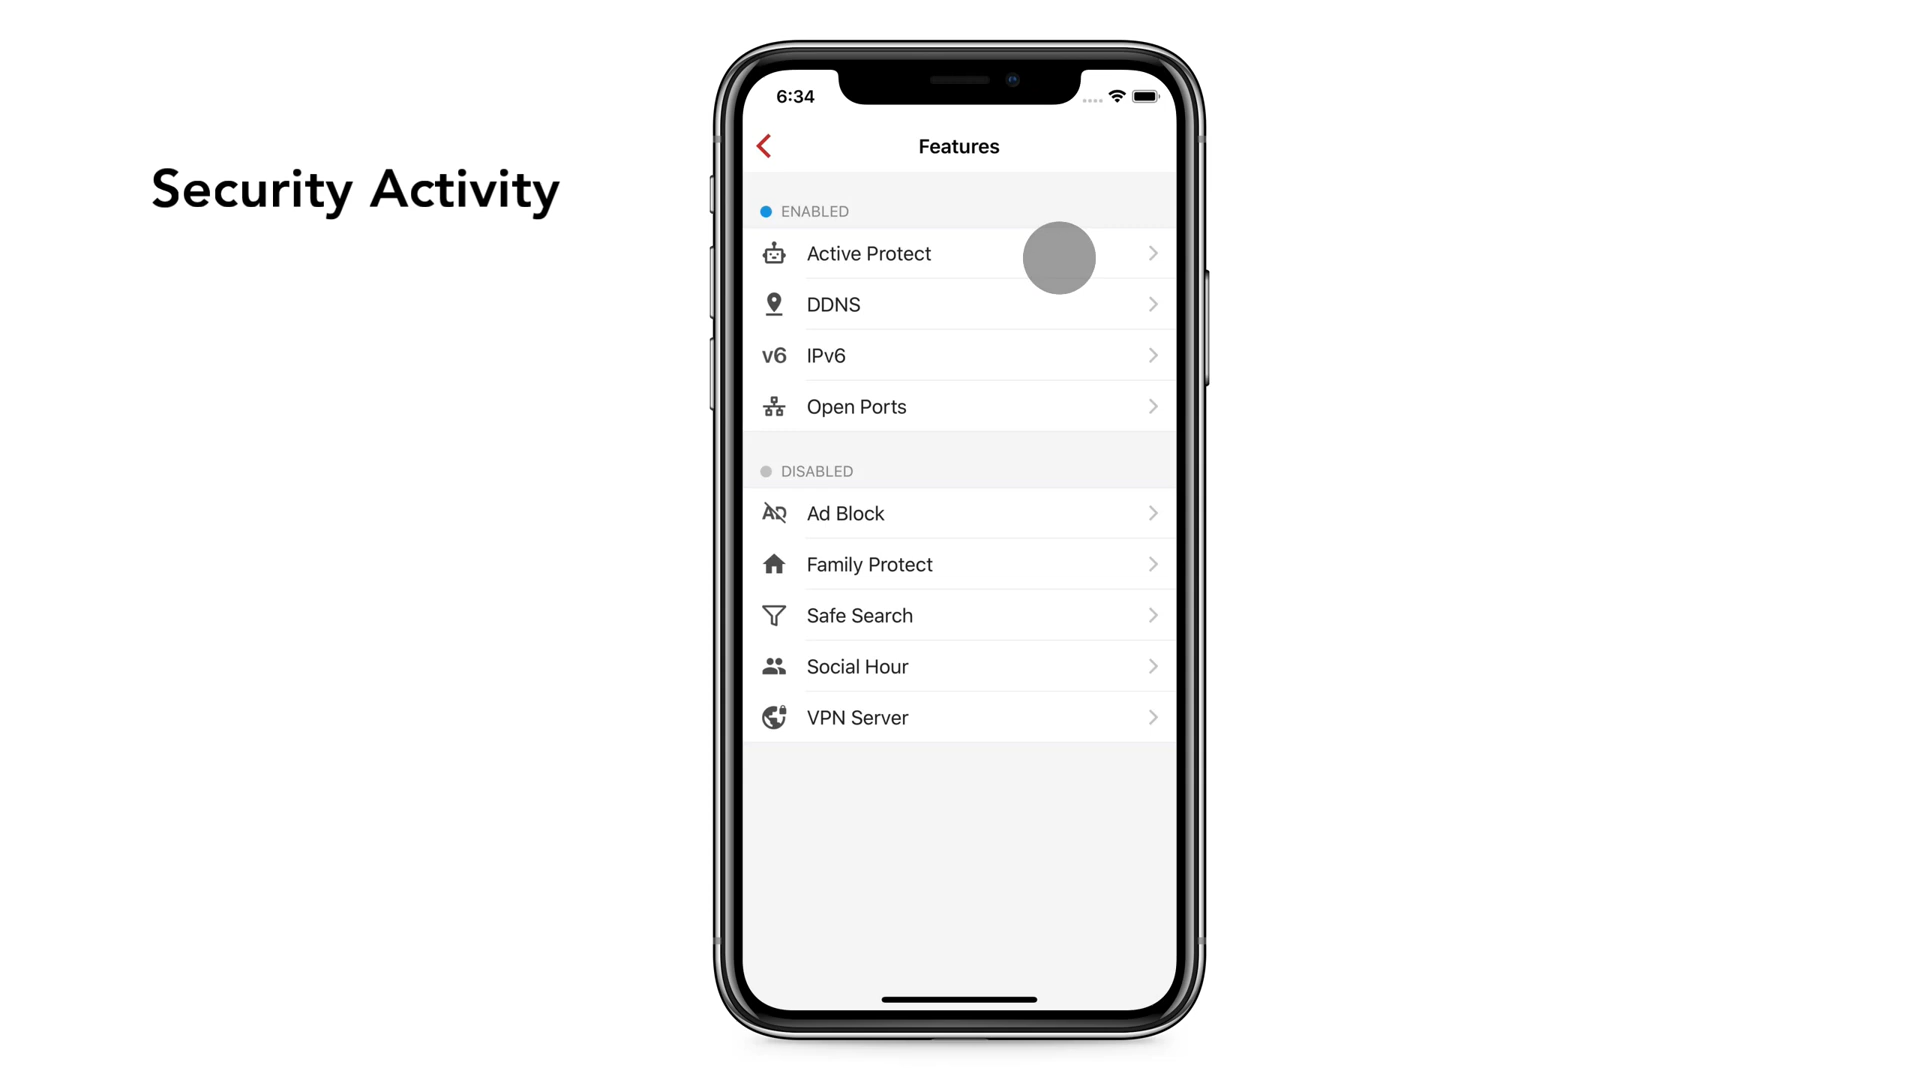 Security Activity
6:34
Features
ENABLED
Active Protect
DDNS
v6 IPv6
Open Ports
DISABLED
AD Ad Block
Family Protect
Safe Search
Social Hour
VPN Server